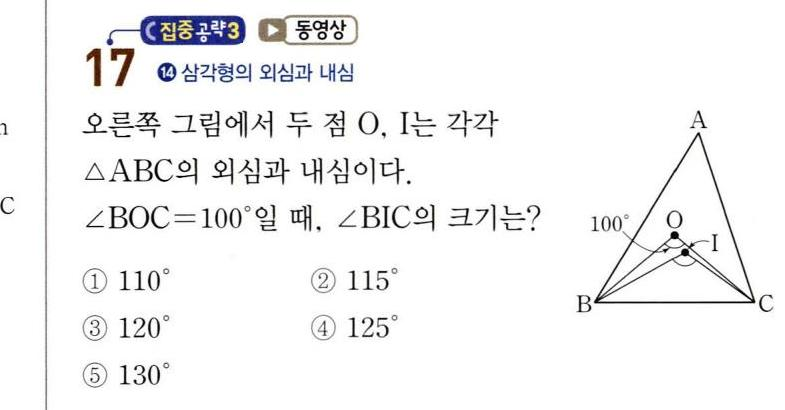 집중공략3 동영상
17 ⑭ 삼각형의 외심과 내심
오른쪽 그림에서 두 점 O, I는 각각
△ABC의 외심과 내심이다.
∠BOC=100°일 때, ∠BIC의 크기는?
① 110° ② 115°
③ 120° ④ 125°
⑤ 130°
A
100° O
I
B C
C